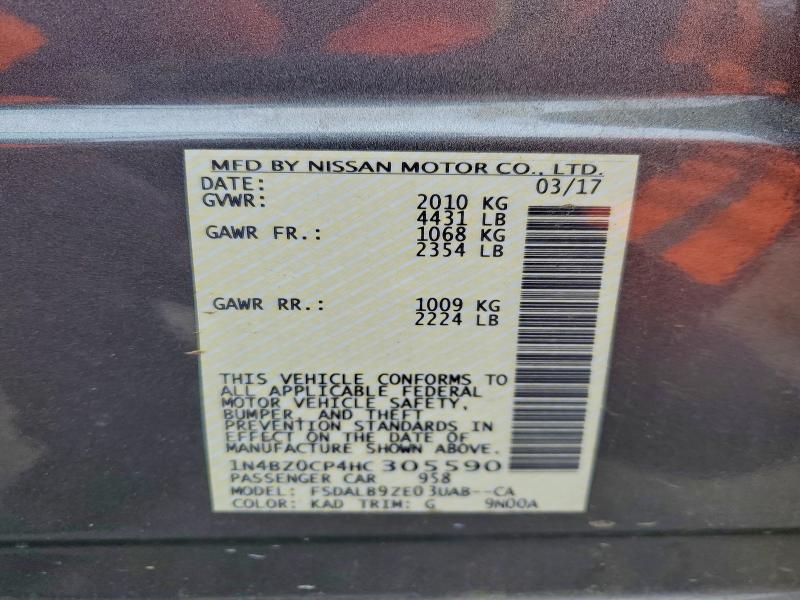 MFD BY NISSAN MOTOR CO., LTD.
DATE: 03/17
GVWR: 2010 KG
4431 LB
GAWR FR.: 1068 KG
2354 LB
GAWR RR.: 1009 KG
2224 LB
THIS VEHICLE CONFORMS TO
ALL APPLICABLE FEDERAL
MOTOR VEHICLE SAFETY,
BUMPER, AND THEFT
PREVENTION STANDARDS IN
EFFECT ON THE DATE OF
MANUFACTURE SHOWN ABOVE.
1N4BZ0CP4HC 305590
PASSENGER CAR 958
MODEL: FSDALB9ZE03UAB--CA
COLOR: KAD TRIM: G 9N00A